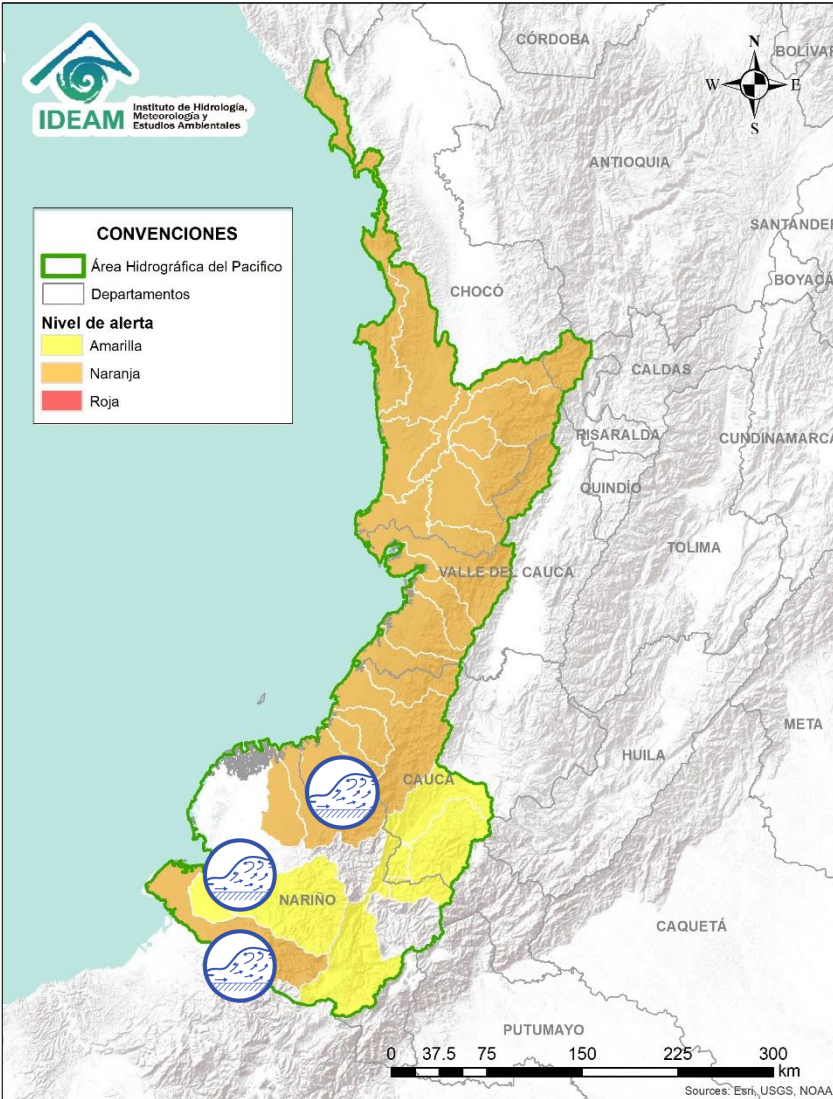 IDEAM
Instituto de Hidrología,
Meteorología y
Estudios Ambientales
N
W
E
S
CÓRDOBA
BOLÍVAR
ANTIOQUIA
SANTANDER
BOYACÁ
CHOCÓ
CALDAS
RISARALDA
CUNDINAMARCA
QUINDÍO
TOLIMA
VALLE DEL CAUCA
META
HUILA
CAUCA
NARIÑO
CAQUETÁ
PUTUMAYO
CONVENCIONES
Área Hidrográfica del Pacifico
Departamentos
Nivel de alerta
Amarilla
Naranja
Roja
0 37.5 75 150 225 300
km
Sources: Esri, USGS, NOAA